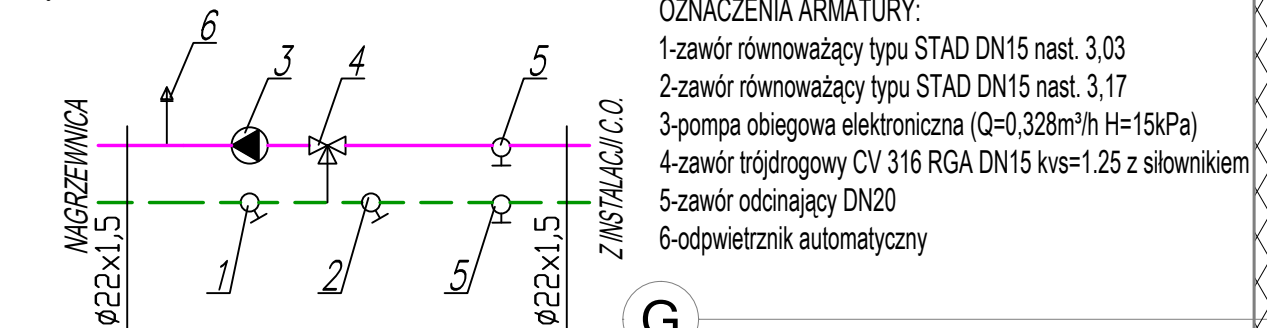 6
3
4
5
NAGRZEWNICA
Z INSTALACJI C.O.
ø22x1,5
1
2
5
ø22x1,5
OZNACZENIA ARMATURY:
1-zawór równoważący typu STAD DN15 nast. 3,03
2-zawór równoważący typu STAD DN15 nast. 3,17
3-pompa obiegowa elektroniczna (Q=0,328m³/h H=15kPa)
4-zawór trójdrogowy CV 316 RGA DN15 kvs=1.25 z siłownikiem
5-zawór odcinający DN20
6-odpwietrznik automatyczny
G